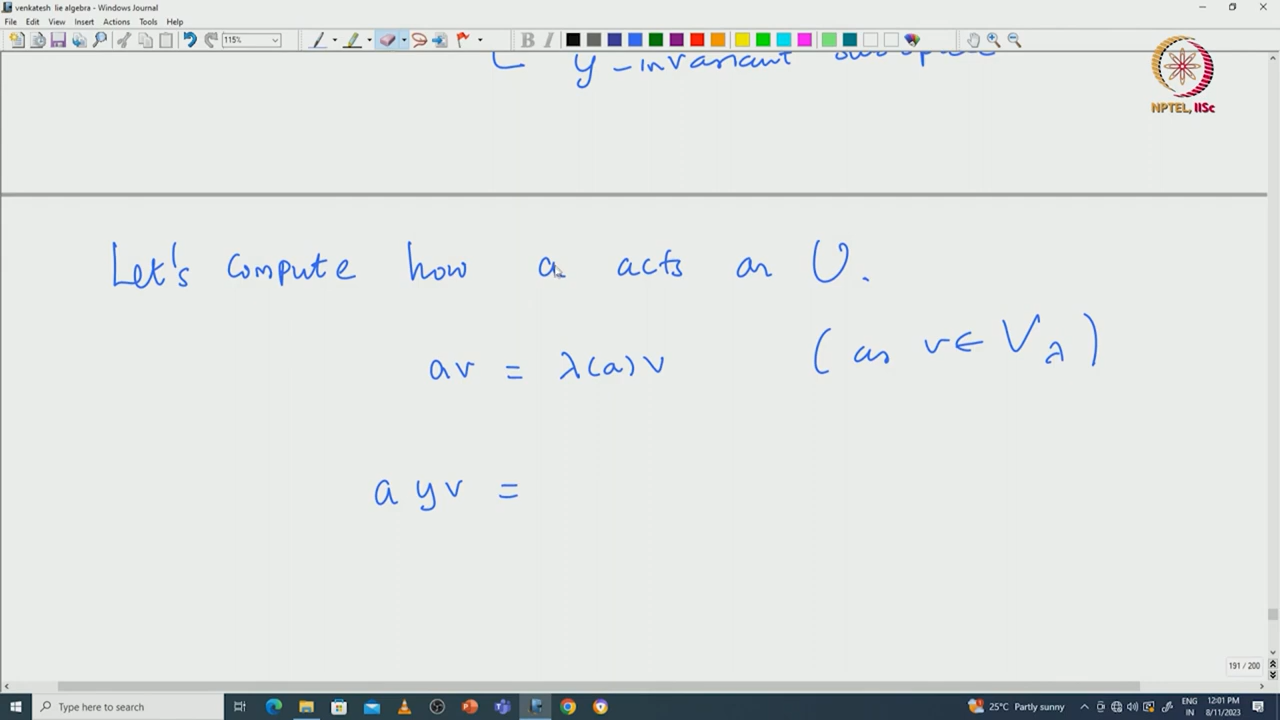 venkatesh lie algebra - Windows Journal
File Edit View Insert Actions Tools Help
115%
B I
y-invariant
NPTEL, IISc
Let's compute how a acts on U.
av = λ(a) v (as v ∈ V_λ)
a y v =
191 / 200
Type here to search
25°C Partly sunny
ENG
IN
12:01 PM
8/11/2023